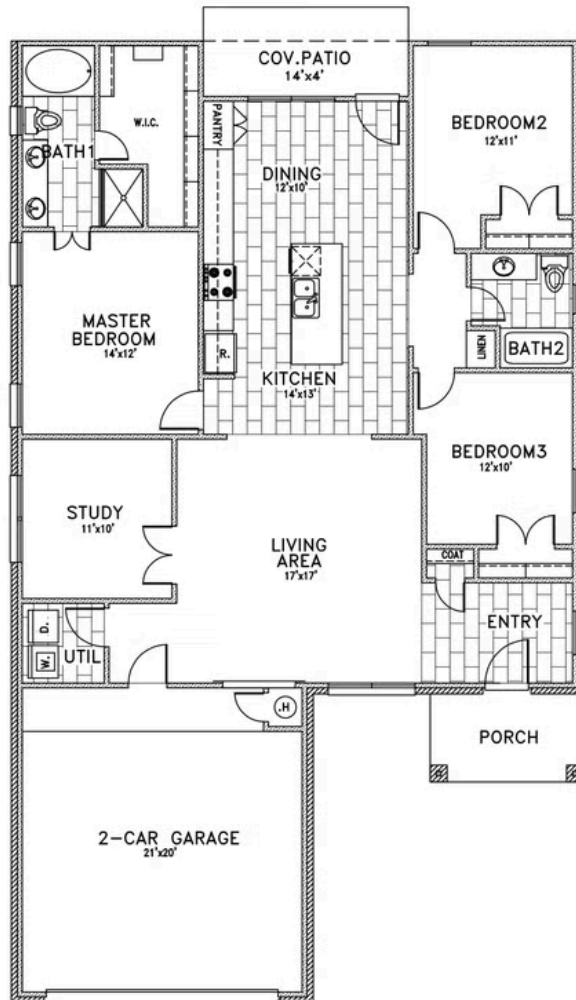 COV.PATIO
14'x4'
W.I.C.
BATH1
PANTRY
DINING
12'x10'
BEDROOM2
12'x11'
MASTER
BEDROOM
14'x12'
R.
KITCHEN
14'x13'
LINEN
BATH2
BEDROOM3
12'x10'
STUDY
11'x10'
LIVING
AREA
17'x17'
COAT
ENTRY
D.
W.
UTIL
.H
PORCH
2-CAR GARAGE
21'x20'